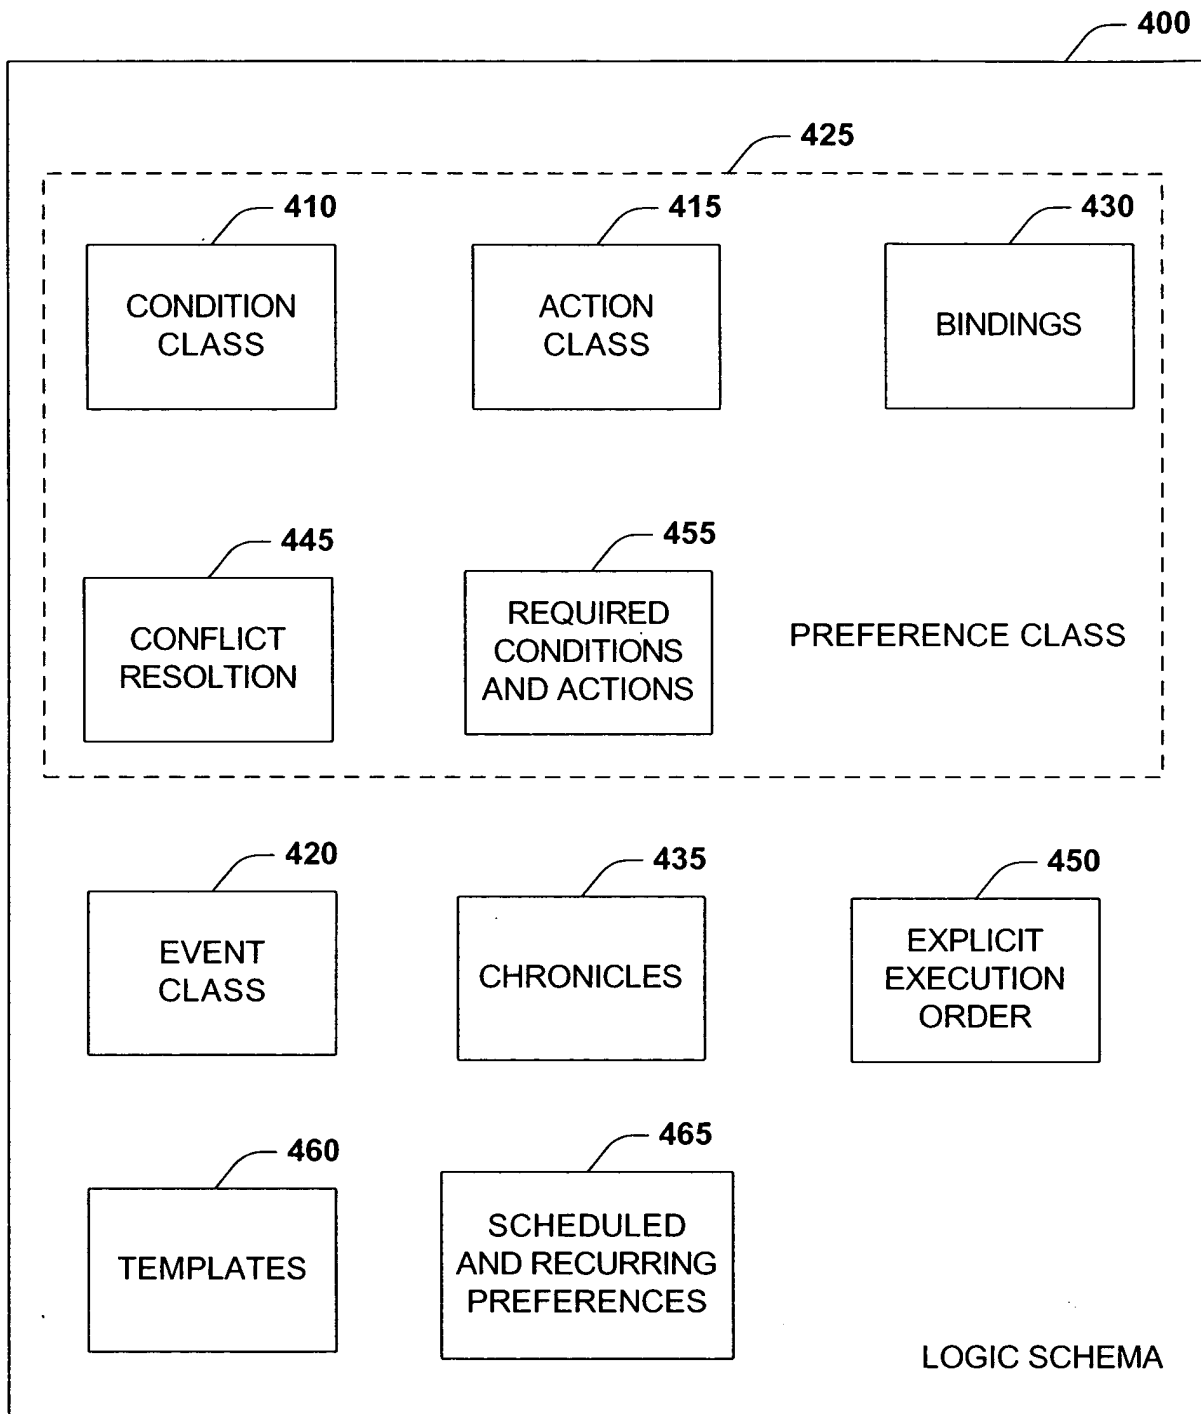 400
425
410
415
430
CONDITION
CLASS
ACTION
CLASS
BINDINGS
445
455
CONFLICT
RESOLTION
REQUIRED
CONDITIONS
AND ACTIONS
PREFERENCE CLASS
420
435
450
EVENT
CLASS
CHRONICLES
EXPLICIT
EXECUTION
ORDER
460
465
TEMPLATES
SCHEDULED
AND RECURRING
PREFERENCES
LOGIC SCHEMA